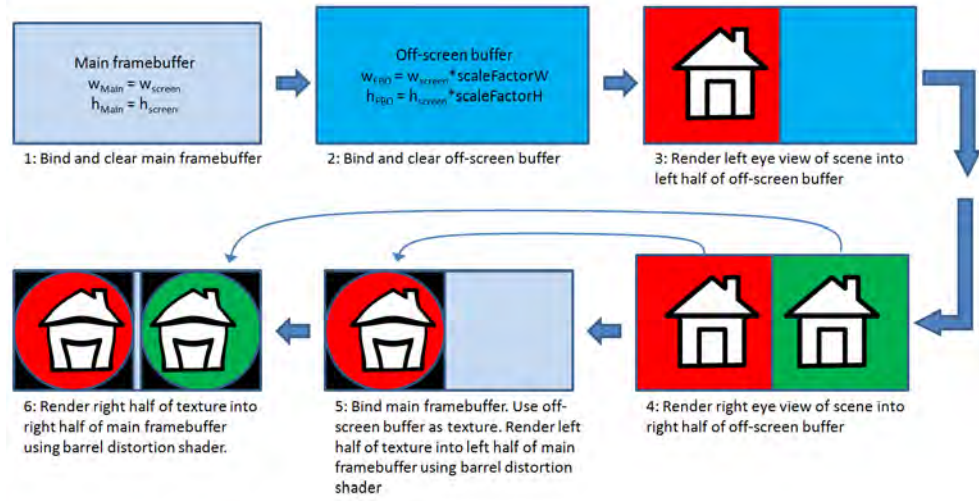 Main framebuffer
wMain = wscreen
hMain = hscreen
1: Bind and clear main framebuffer
Off-screen buffer
wFBO = wscreen*scaleFactorW
hFBO = hscreen*scaleFactorH
2: Bind and clear off-screen buffer
3: Render left eye view of scene into
left half of off-screen buffer
4: Render right eye view of scene into
right half of off-screen buffer
5: Bind main framebuffer. Use off-
screen buffer as texture. Render left
half of texture into left half of main
framebuffer using barrel distortion
shader
6: Render right half of texture into
right half of main framebuffer
using barrel distortion shader.